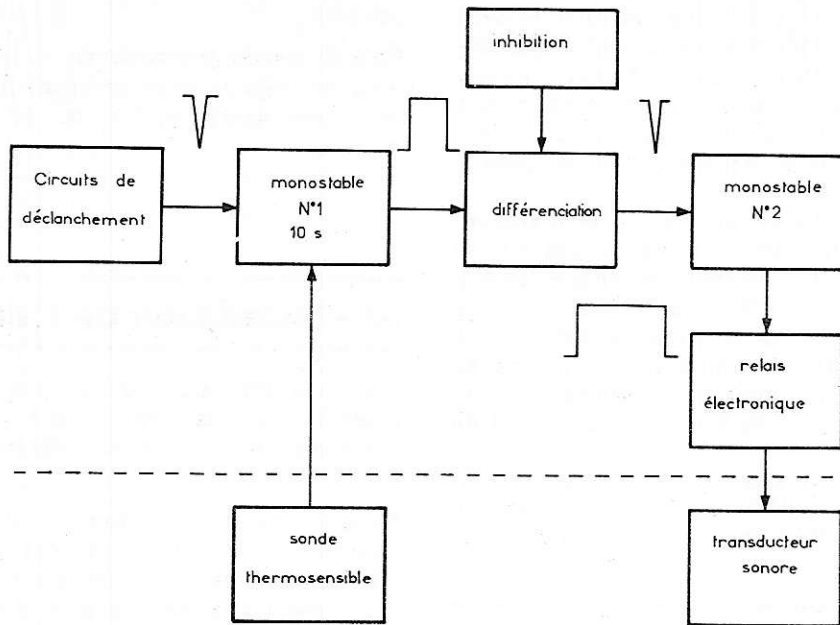 inhibition
Circuits de
déclanchement
monostable
N°1
10 s
différenciation
monostable
N°2
relais
électronique
sonde
thermosensible
transducteur
sonore